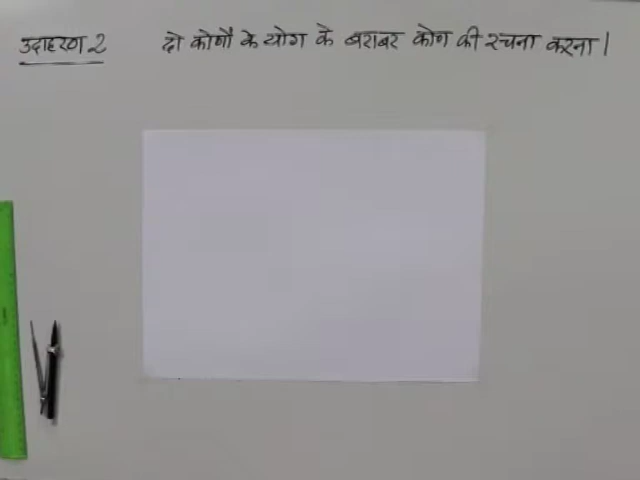 उदाहरण 2 दो कोणों के योग के बराबर कोण की रचना करना।